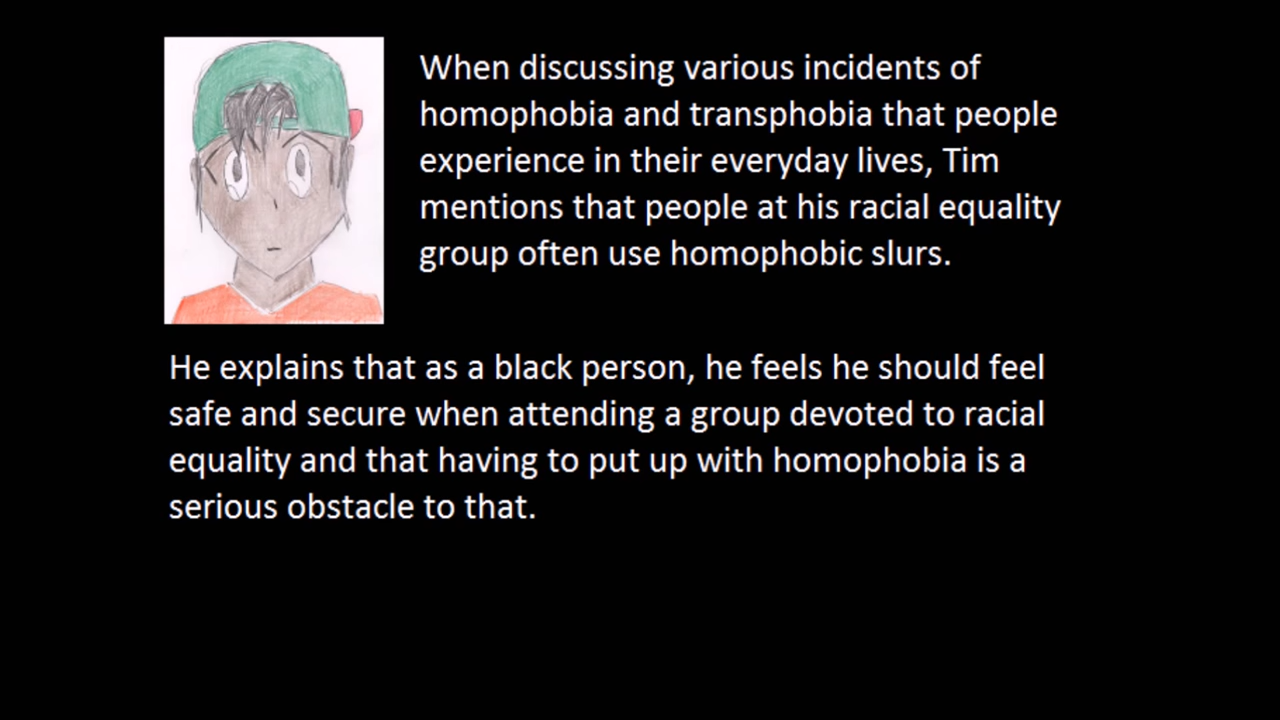 When discussing various incidents of
homophobia and transphobia that people
experience in their everyday lives, Tim
mentions that people at his racial equality
group often use homophobic slurs.
He explains that as a black person, he feels he should feel
safe and secure when attending a group devoted to racial
equality and that having to put up with homophobia is a
serious obstacle to that.